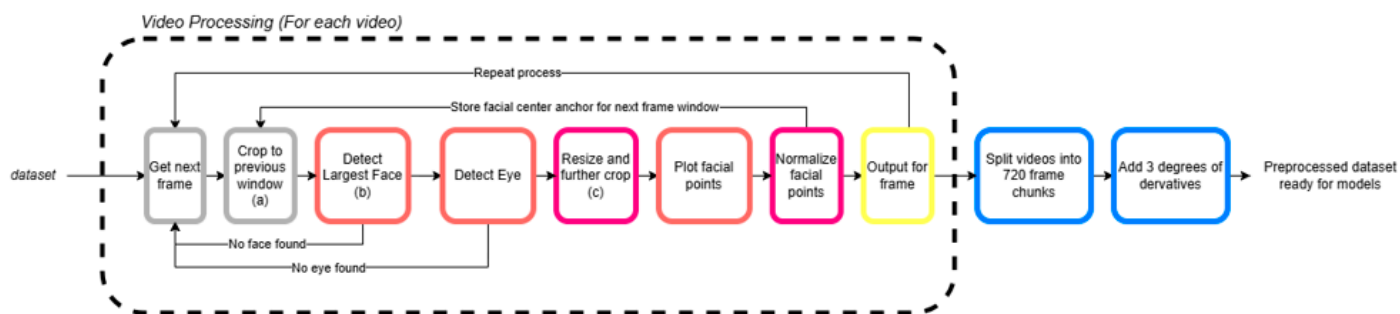 Video Processing (For each video)
Repeat process
Store facial center anchor for next frame window
dataset
Get next
frame
Crop to
previous
window
(a)
Detect
Largest Face
(b)
Detect Eye
Resize and
further crop
(c)
Plot facial
points
Normalize
facial
points
Output for
frame
Split videos into
720 frame
chunks
Add 3 degrees of
dervatives
Preprocessed dataset
ready for models
No face found
No eye found